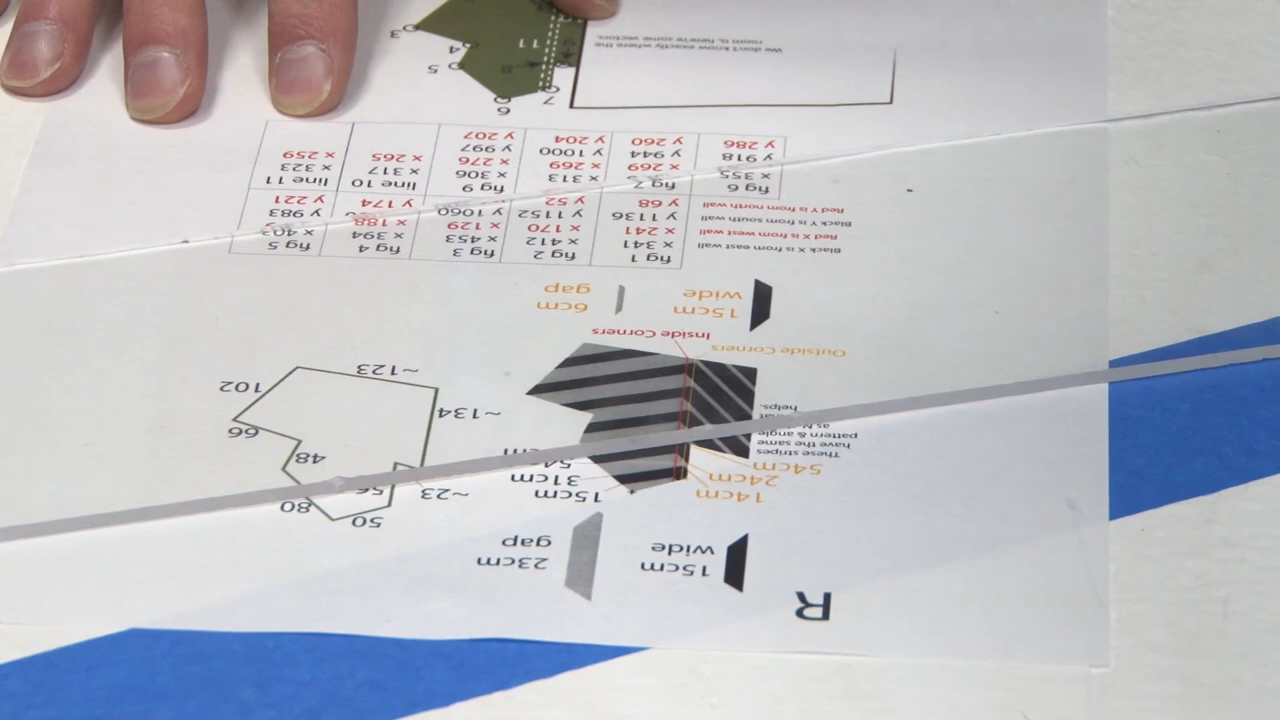 R
15cm
wide
23cm
gap
14cm
24cm
54cm
15cm
31cm
54cm
These stripes
have the same
pattern & angle
as
helps.
Outside Corners
Inside Corners
50
80
~23
56
48
66
~134
102
~123
15cm
wide
6cm
gap
Black X is from east wall
Red X is from west wall
Black Y is from south wall
Red Y is from north wall
fig 1
x 341
x 241
y 1136
y 68
fig 2
x 412
x 170
y 1152
y 52
fig 3
x 453
x 129
y 1060
fig 4
x 394
x 188
y 174
fig 5
x 403
y 983
y 221
fig 6
x 355
y 918
y 286
fig 7
x 269
y 944
y 260
x 313
x 269
y 1000
y 204
fig 9
x 306
x 276
y 997
y 207
line 10
x 317
x 265
line 11
x 323
x 259
6
7
5
8
4
11
3
We don't know exactly where the
room is, here're some vectors.